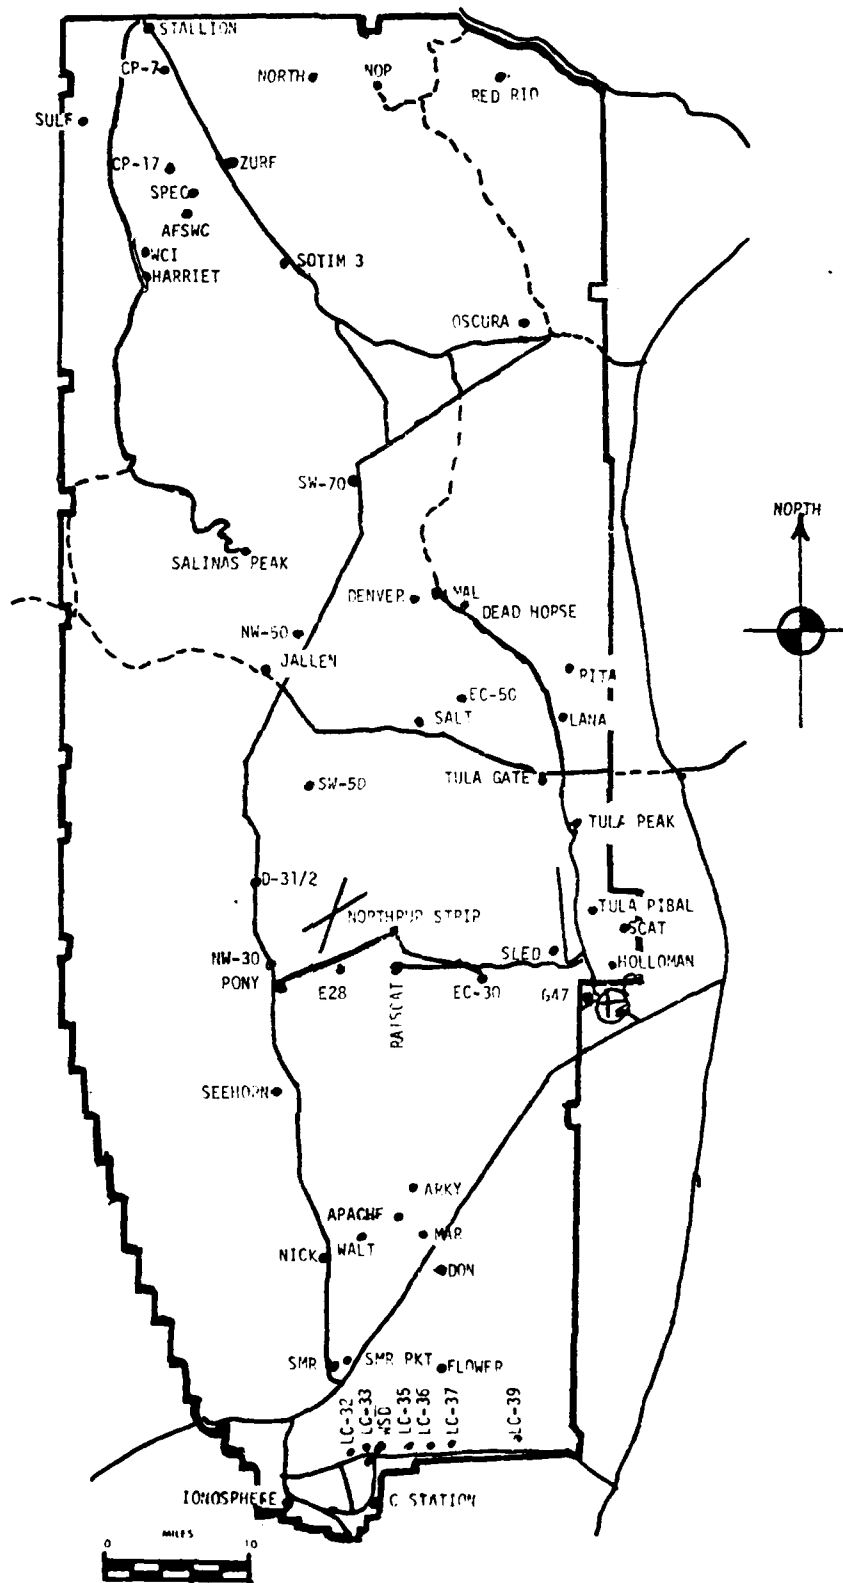 STALLION
CP-7
NORTH
NOP
RED RIO
SULF
CP-17
ZURF
SPEC
AFSWC
WCI
HARRIET
SOTIM 3
OSCURA
SW-70
NORTH
SALINAS PEAK
DENVER
MAL
DEAD HORSE
NW-50
JALLEN
RITA
EC-50
SALT
LANA
SW-50
TULA GATE
TULA PEAK
D-31/2
NORTHRUP STRIP
TULA PIBAL
SCAT
NW-30
SLED
HOLLOMAN
PONY
E28
RATSCAT
EC-30
G47
SEEHORN
ARKY
APACHE
WALT
MAR
NICK
DON
SMR
SMR PKT
FLOWER
LC-32
LC-33
WSD
LC-35
LC-36
LC-37
LC-39
IONOSPHERE
C STATION
MILES
0 10